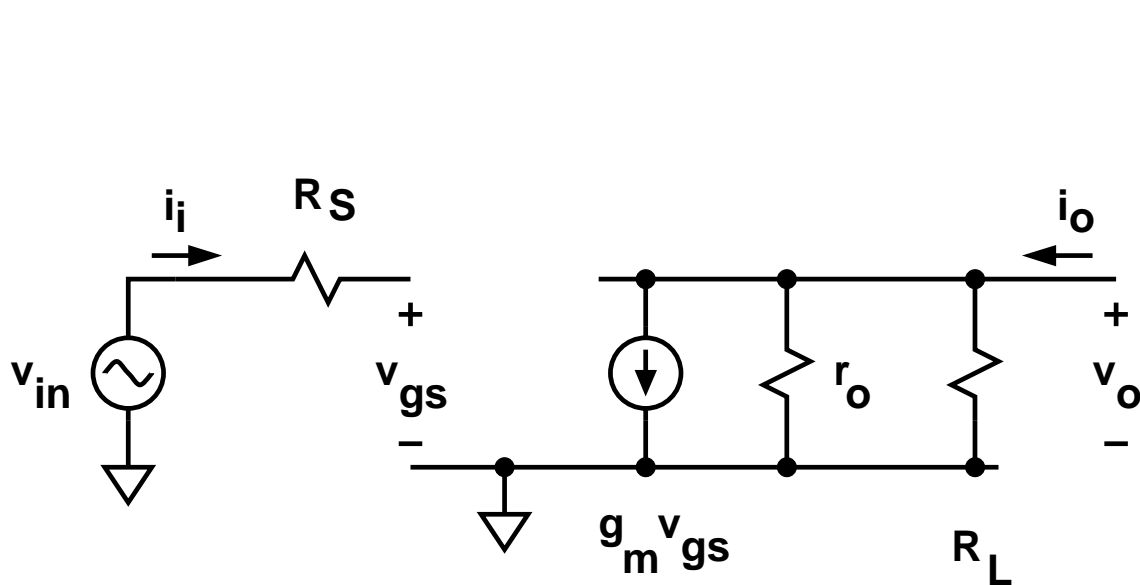 i_i
R_S
i_o
+
+
v_in
v_gs
r_o
v_o
−
−
g_m v_gs
R_L